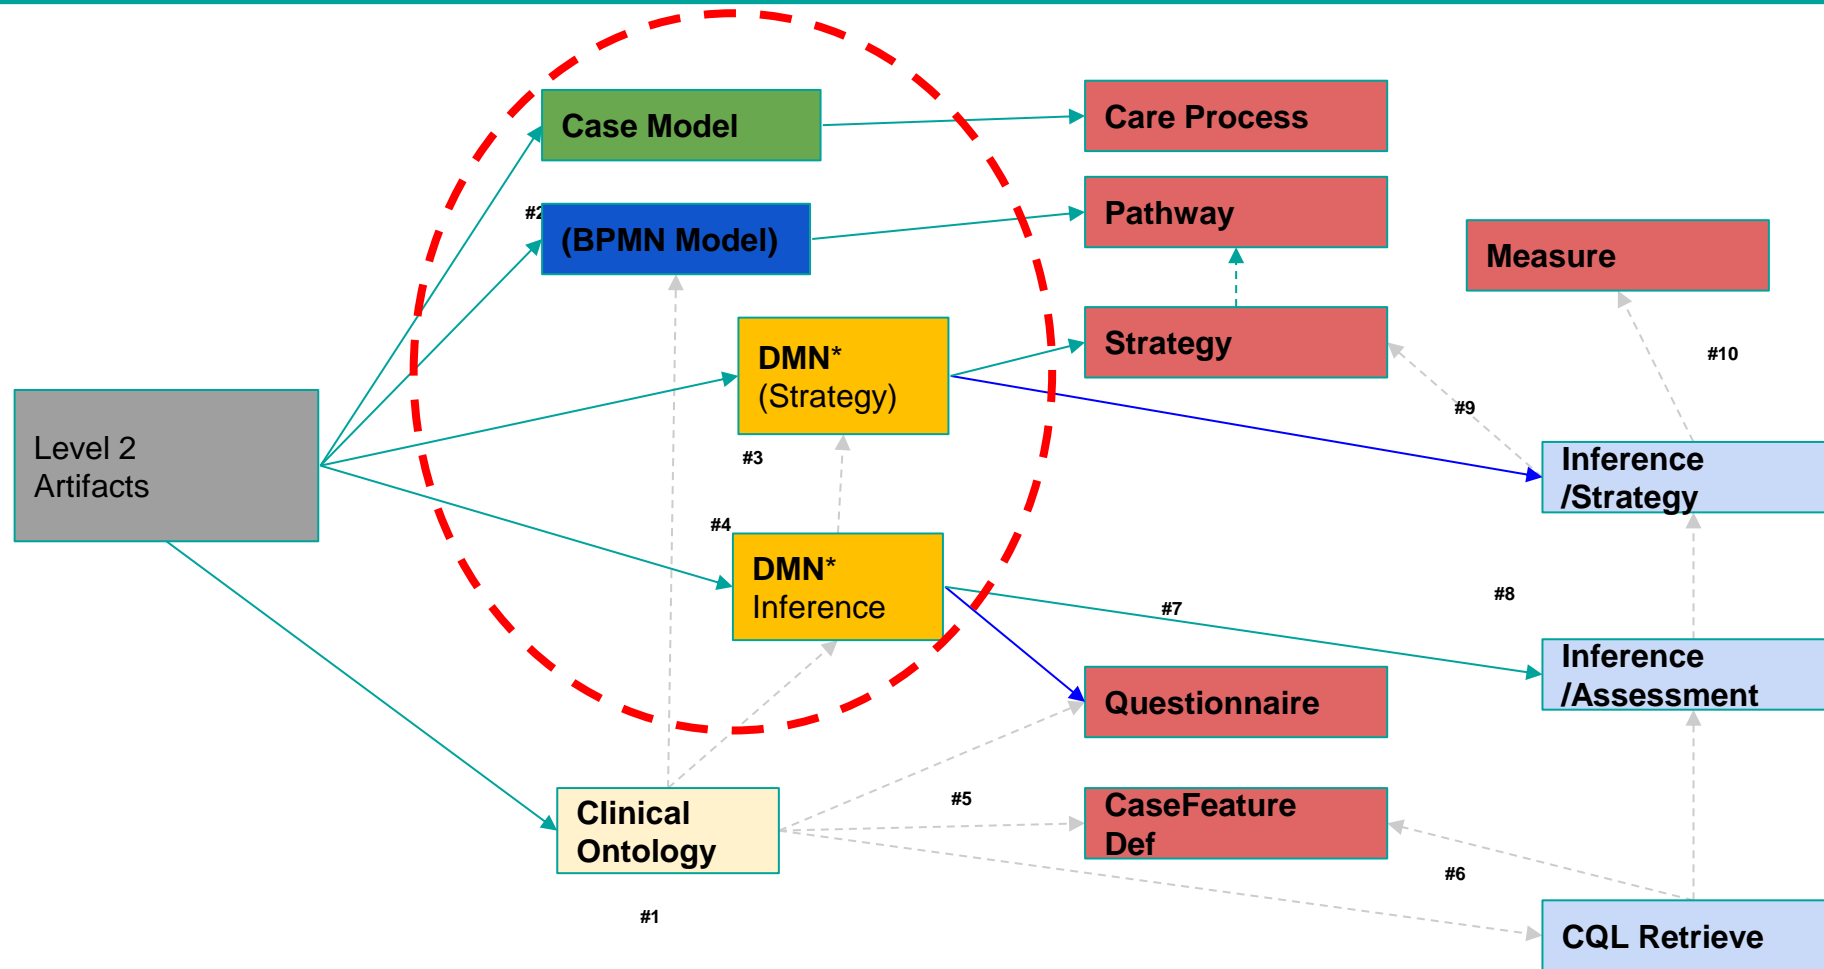 Case Model
Care Process
#2
(BPMN Model)
Pathway
Measure
DMN*
(Strategy)
Strategy
#10
#9
Level 2
Artifacts
#3
Inference
/Strategy
#4
DMN*
Inference
#7
#8
Inference
/Assessment
Questionnaire
Clinical
Ontology
#5
CaseFeature
Def
#6
#1
CQL Retrieve